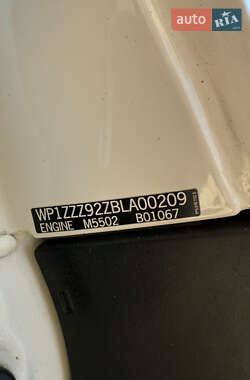 auto RIA
WP1ZZZ92ZBLA00209
ENGINE M5502 B01067